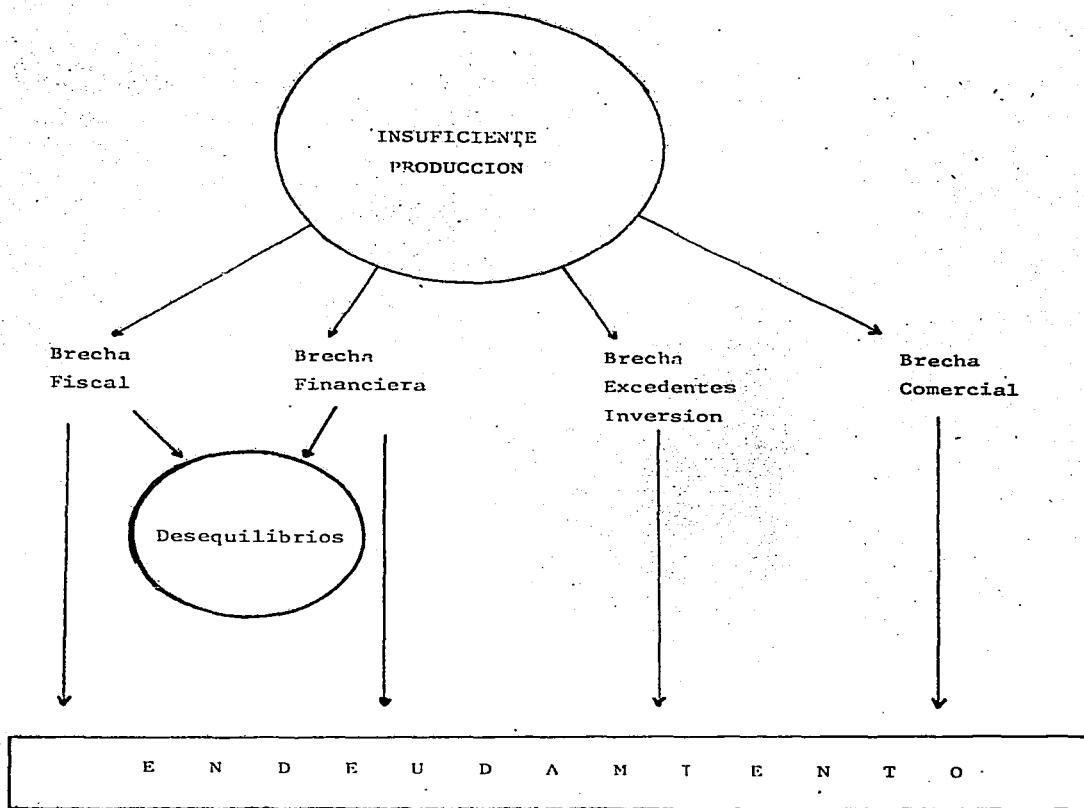 INSUFICIENTE
PRODUCCION
Brecha
Fiscal
Brecha
Financiera
Brecha
Excedentes
Inversion
Brecha
Comercial
Desequilibrios
E N D E U D A M I E N T O